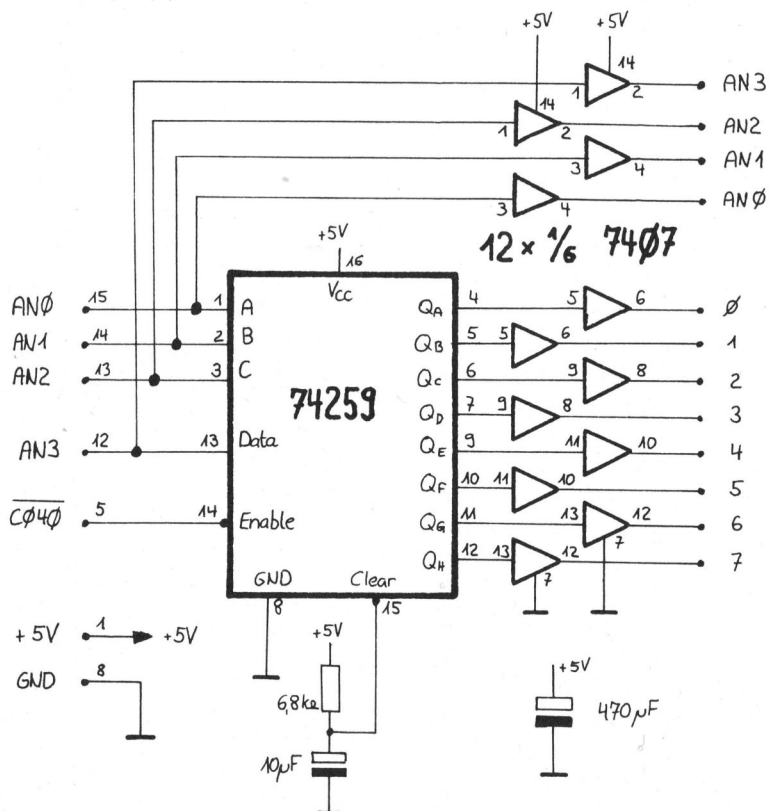 +5V +5V
14
1 2 AN3
14
1 2 AN2
3 4 AN1
3 4 ANØ
12 × 1/6 74Ø7
+5V
16
Vcc
ANØ 15 1 A QA 4 5 6 Ø
AN1 14 2 B QB 5 5 6 1
AN2 13 3 C QC 6 9 8 2
74259
QD 7 9 8 3
AN3 12 13 Data QE 9 11 10 4
QF 10 11 10 5
CØ4Ø 5 14 Enable QG 11 13 12 6
7
QH 12 13 12 7
7
GND Clear
8 15
+5V 1 +5V
+5V
GND 8
6,8kΩ
10µF
+5V
470µF